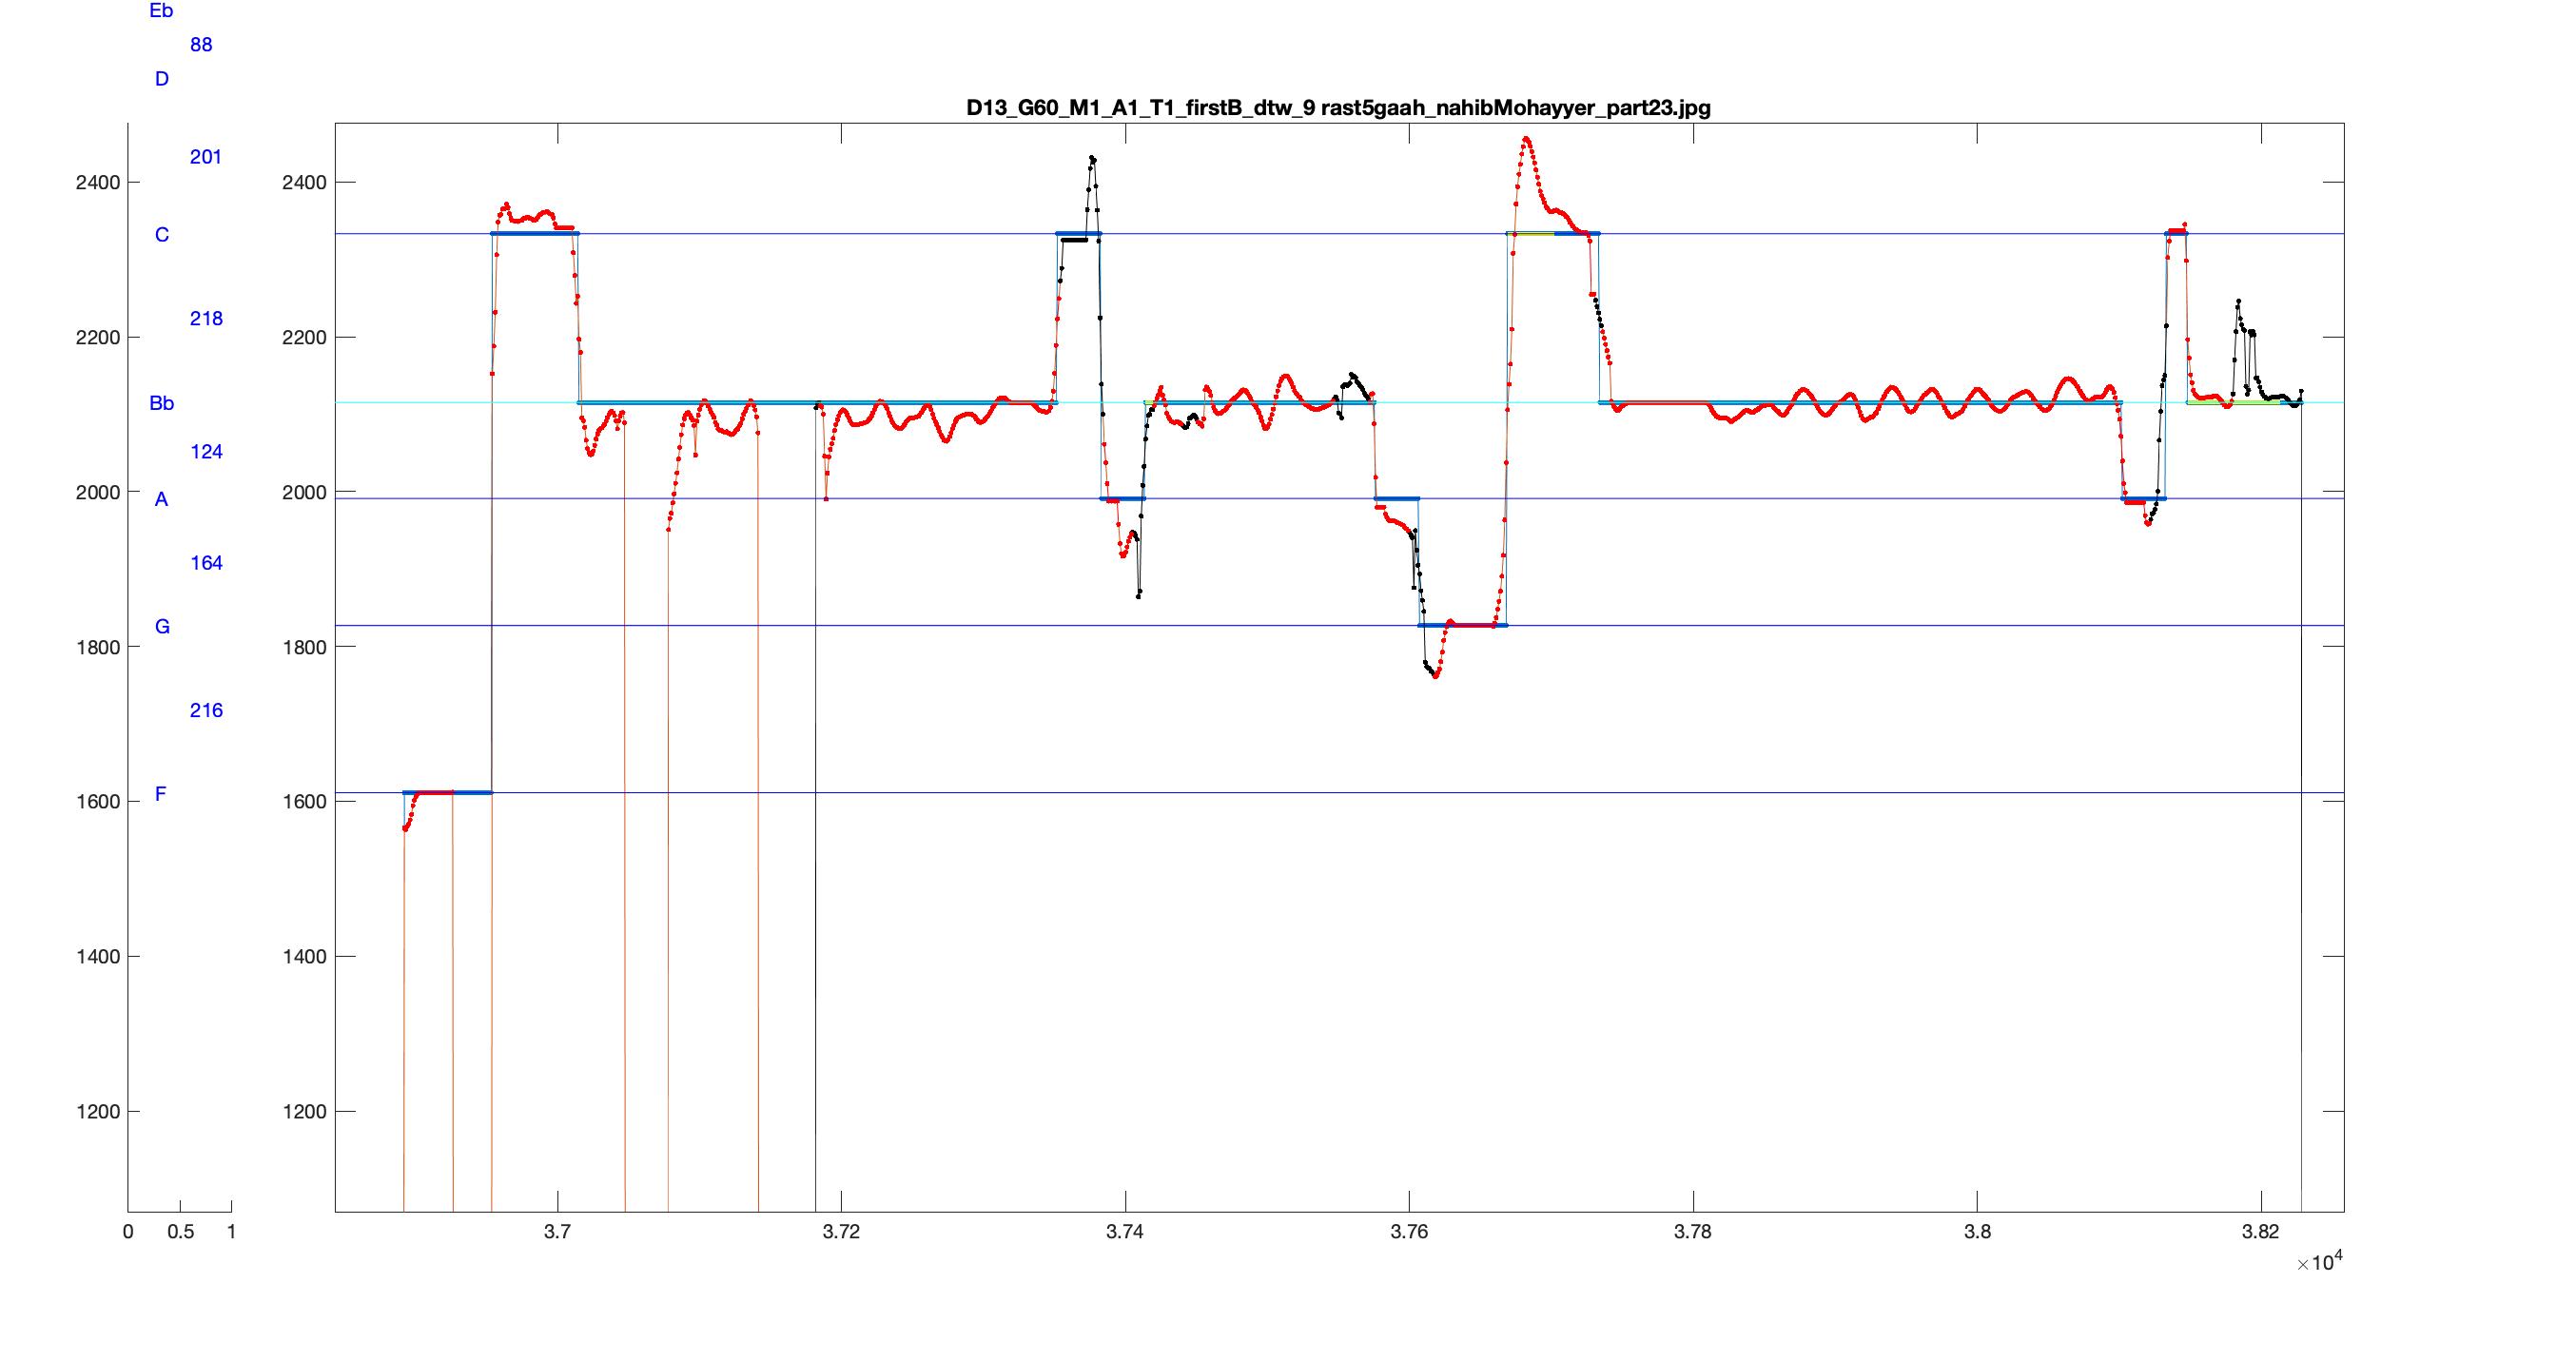 Eb
88
D
D13_G60_M1_A1_T1_firstB_dtw_9 rast5gaah_nahibMohayyer_part23.jpg
201
2400 2400
C
218
2200 2200
Bb
124
2000 A 2000
164
G
1800 1800
216
1600 F 1600
1400 1400
1200 1200
0 0.5 1 3.7 3.72 3.74 3.76 3.78 3.8 3.82
×10⁴